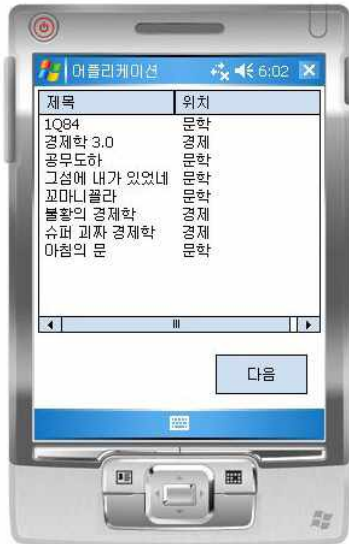 어플리케이션 6:02
제목 위치
1Q84 문학
경제학 3.0 경제
공무도하 문학
그섬에 내가 있었네 문학
꼬마니꼴라 문학
불황의 경제학 경제
슈퍼 괴짜 경제학 경제
아침의 문 문학
다음